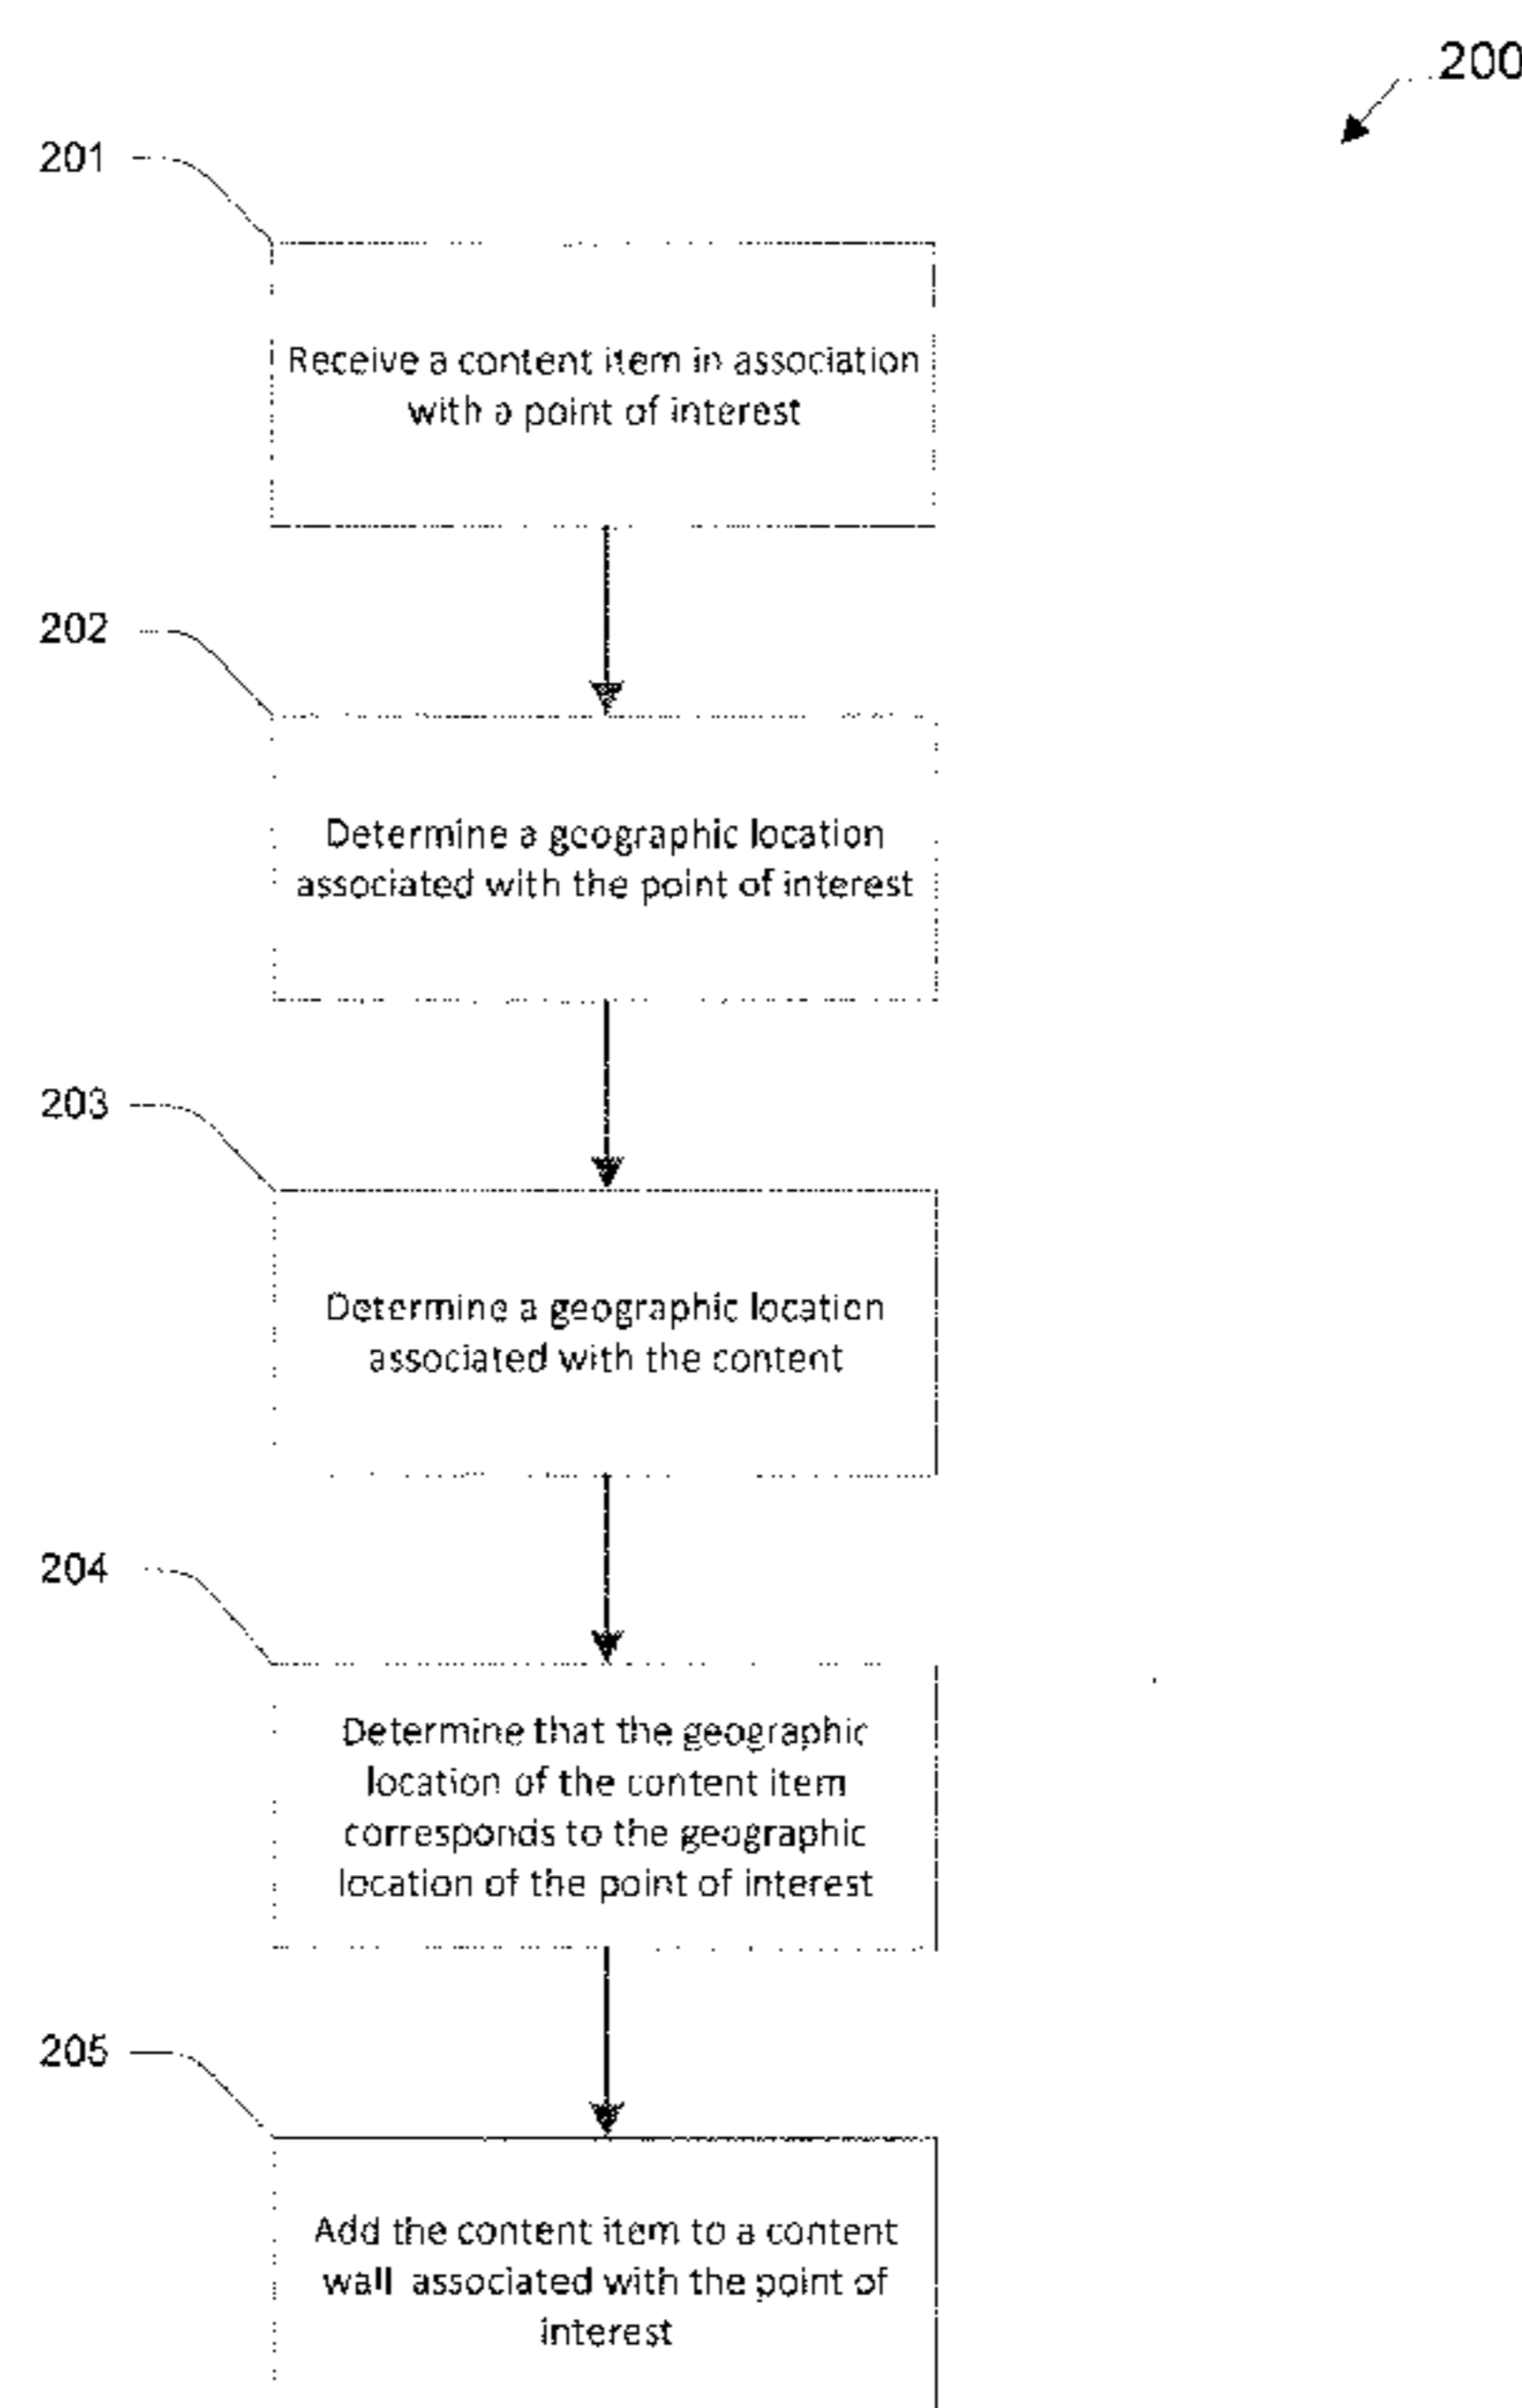 200
201
Receive a content item in association
with a point of interest
202
Determine a geographic location
associated with the point of interest
203
Determine a geographic location
associated with the content
204
Determine that the geographic
location of the content item
corresponds to the geographic
location of the point of interest
205
Add the content item to a content
wall associated with the point of
interest